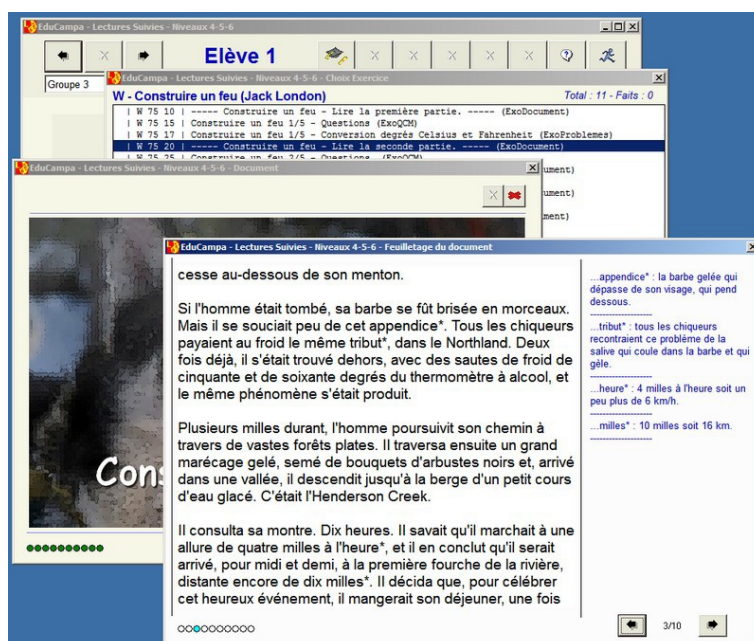 EduCampa - Lectures Suivies - Niveaux 4-5-6
Elève 1
Groupe 3
EduCampa - Lectures Suivies - Niveaux 4-5-6 - Choix Exercice
W - Construire un feu (Jack London)
Total : 11 - Faits : 0
| W 75 10 | ----- Construire un feu - Lire la première partie. ----- (ExoDocument)
| W 75 15 | Construire un feu 1/5 - Questions (ExoQCM)
| W 75 17 | Construire un feu 1/5 - Conversion degrés Celsius et Fahrenheit (ExoProblemes)
| W 75 20 | ----- Construire un feu - Lire la seconde partie. ----- (ExoDocument)
| W 75 25 | Construire un feu 2/5 - Questions (ExoQCM)
ument)
ument)
ument)
EduCampa - Lectures Suivies - Niveaux 4-5-6 - Document
Cons
EduCampa - Lectures Suivies - Niveaux 4-5-6 - Feuilletage du document
cesse au-dessous de son menton.
Si l'homme était tombé, sa barbe se fût brisée en morceaux.
Mais il se souciait peu de cet appendice*. Tous les chiqueurs
payaient au froid le même tribut*, dans le Northland. Deux
fois déjà, il s'était trouvé dehors, avec des sautes de froid de
cinquante et de soixante degrés du thermomètre à alcool, et
le même phénomène s'était produit.
Plusieurs milles durant, l'homme poursuivit son chemin à
travers de vastes forêts plates. Il traversa ensuite un grand
marécage gelé, semé de bouquets d'arbustes noirs et, arrivé
dans une vallée, il descendit jusqu'à la berge d'un petit cours
d'eau glacé. C'était l'Henderson Creek.
Il consulta sa montre. Dix heures. Il savait qu'il marchait à une
allure de quatre milles à l'heure*, et il en conclut qu'il serait
arrivé, pour midi et demi, à la première fourche de la rivière,
distante encore de dix milles*. Il décida que, pour célébrer
cet heureux événement, il mangerait son déjeuner, une fois
...appendice* : la barbe gelée qui
dépasse de son visage, qui pend
dessous.
--------------------
...tribut* : tous les chiqueurs
recontraient ce problème de la
salive qui coule dans la barbe et qui
gèle.
--------------------
...heure* : 4 milles à l'heure soit un
peu plus de 6 km/h.
--------------------
...milles* : 10 milles soit 16 km.
--------------------
3/10